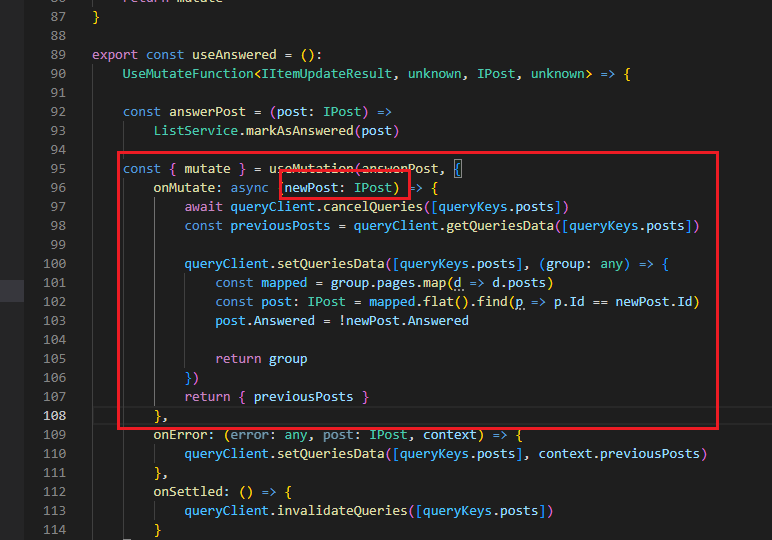 86 return mutate
87 }
88
89 export const useAnswered = ():
90 UseMutateFunction<IItemUpdateResult, unknown, IPost, unknown> => {
91
92 const answerPost = (post: IPost) =>
93 ListService.markAsAnswered(post)
94
95 const { mutate } = useMutation(answerPost, {
96 onMutate: async (newPost: IPost) => {
97 await queryClient.cancelQueries([queryKeys.posts])
98 const previousPosts = queryClient.getQueriesData([queryKeys.posts])
99
100 queryClient.setQueriesData([queryKeys.posts], (group: any) => {
101 const mapped = group.pages.map(d => d.posts)
102 const post: IPost = mapped.flat().find(p => p.Id == newPost.Id)
103 post.Answered = !newPost.Answered
104
105 return group
106 })
107 return { previousPosts }
108 },
109 onError: (error: any, post: IPost, context) => {
110 queryClient.setQueriesData([queryKeys.posts], context.previousPosts)
111 },
112 onSettled: () => {
113 queryClient.invalidateQueries([queryKeys.posts])
114 }